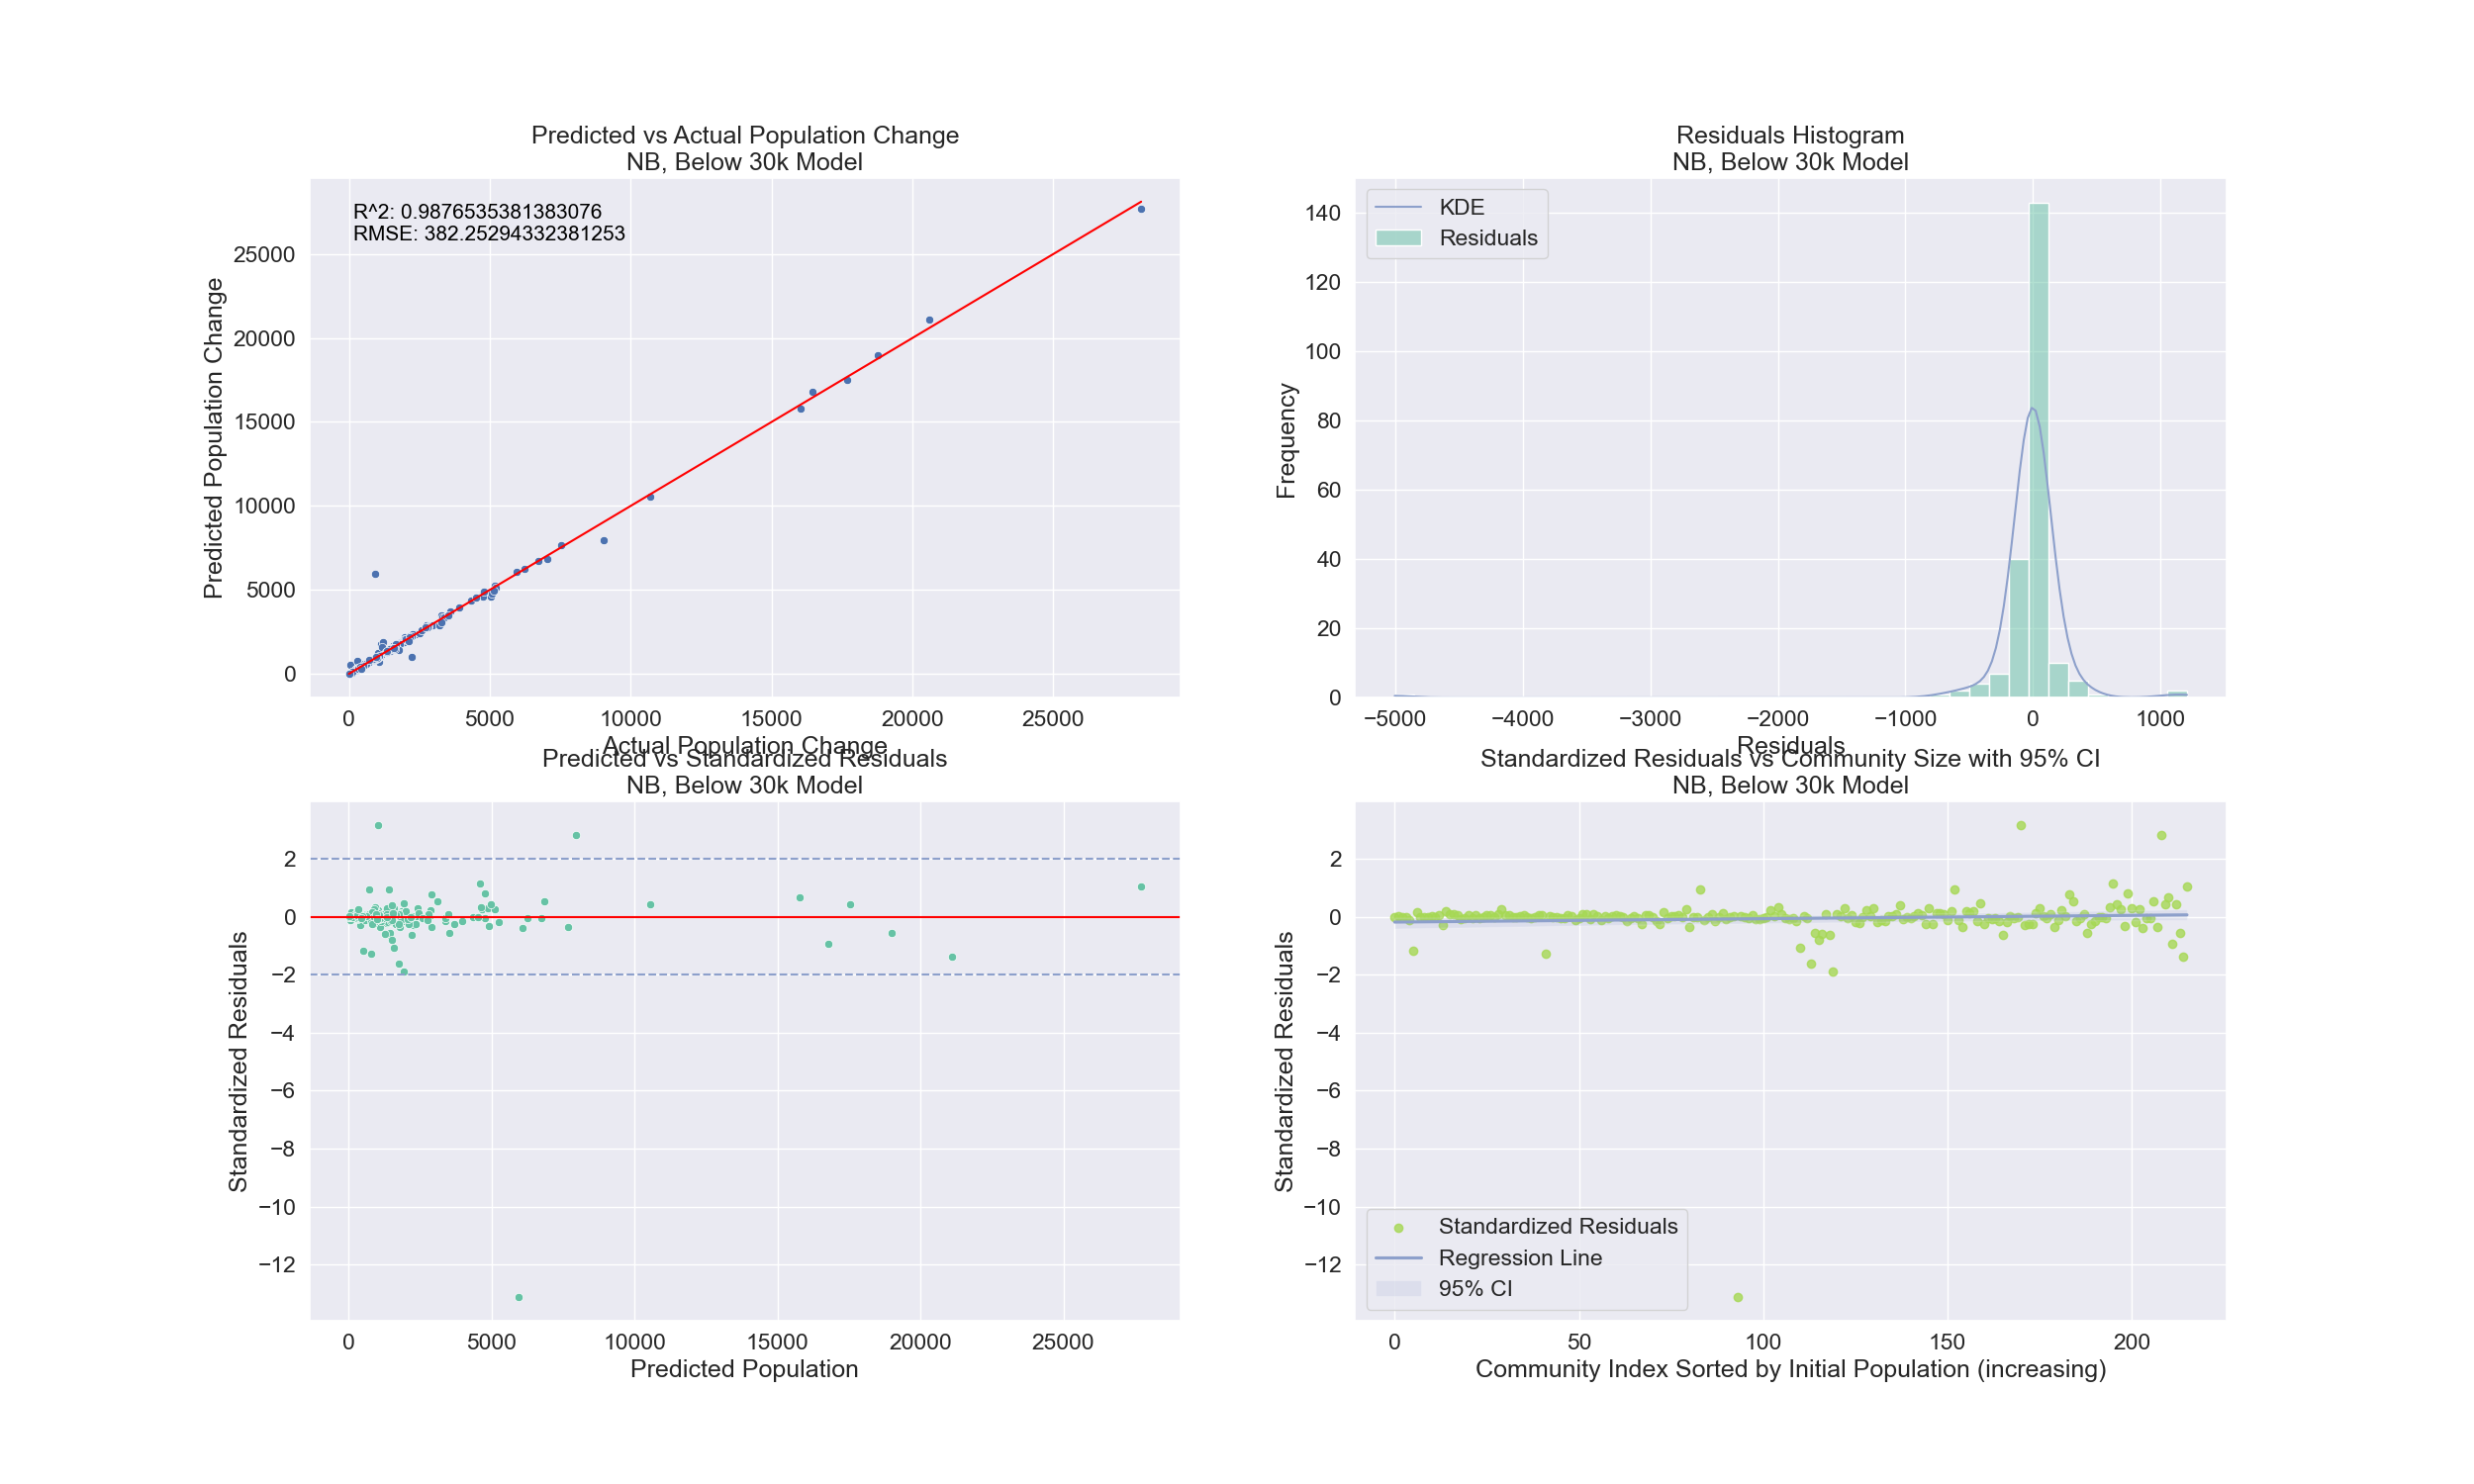 Predicted vs Actual Population Change
NB, Below 30k Model
R^2: 0.9876535381383076
RMSE: 382.25294332381253
Predicted Population Change
25000
20000
15000
10000
5000
0
0 5000 10000 15000 20000 25000
Actual Population Change
Residuals Histogram
NB, Below 30k Model
KDE
Residuals
Frequency
140
120
100
80
60
40
20
0
−5000 −4000 −3000 −2000 −1000 0 1000
Residuals
Predicted vs Standardized Residuals
NB, Below 30k Model
Standardized Residuals
2
0
−2
−4
−6
−8
−10
−12
0 5000 10000 15000 20000 25000
Predicted Population
Standardized Residuals vs Community Size with 95% CI
NB, Below 30k Model
Standardized Residuals
2
0
−2
−4
−6
−8
−10
−12
Standardized Residuals
Regression Line
95% CI
0 50 100 150 200
Community Index Sorted by Initial Population (increasing)